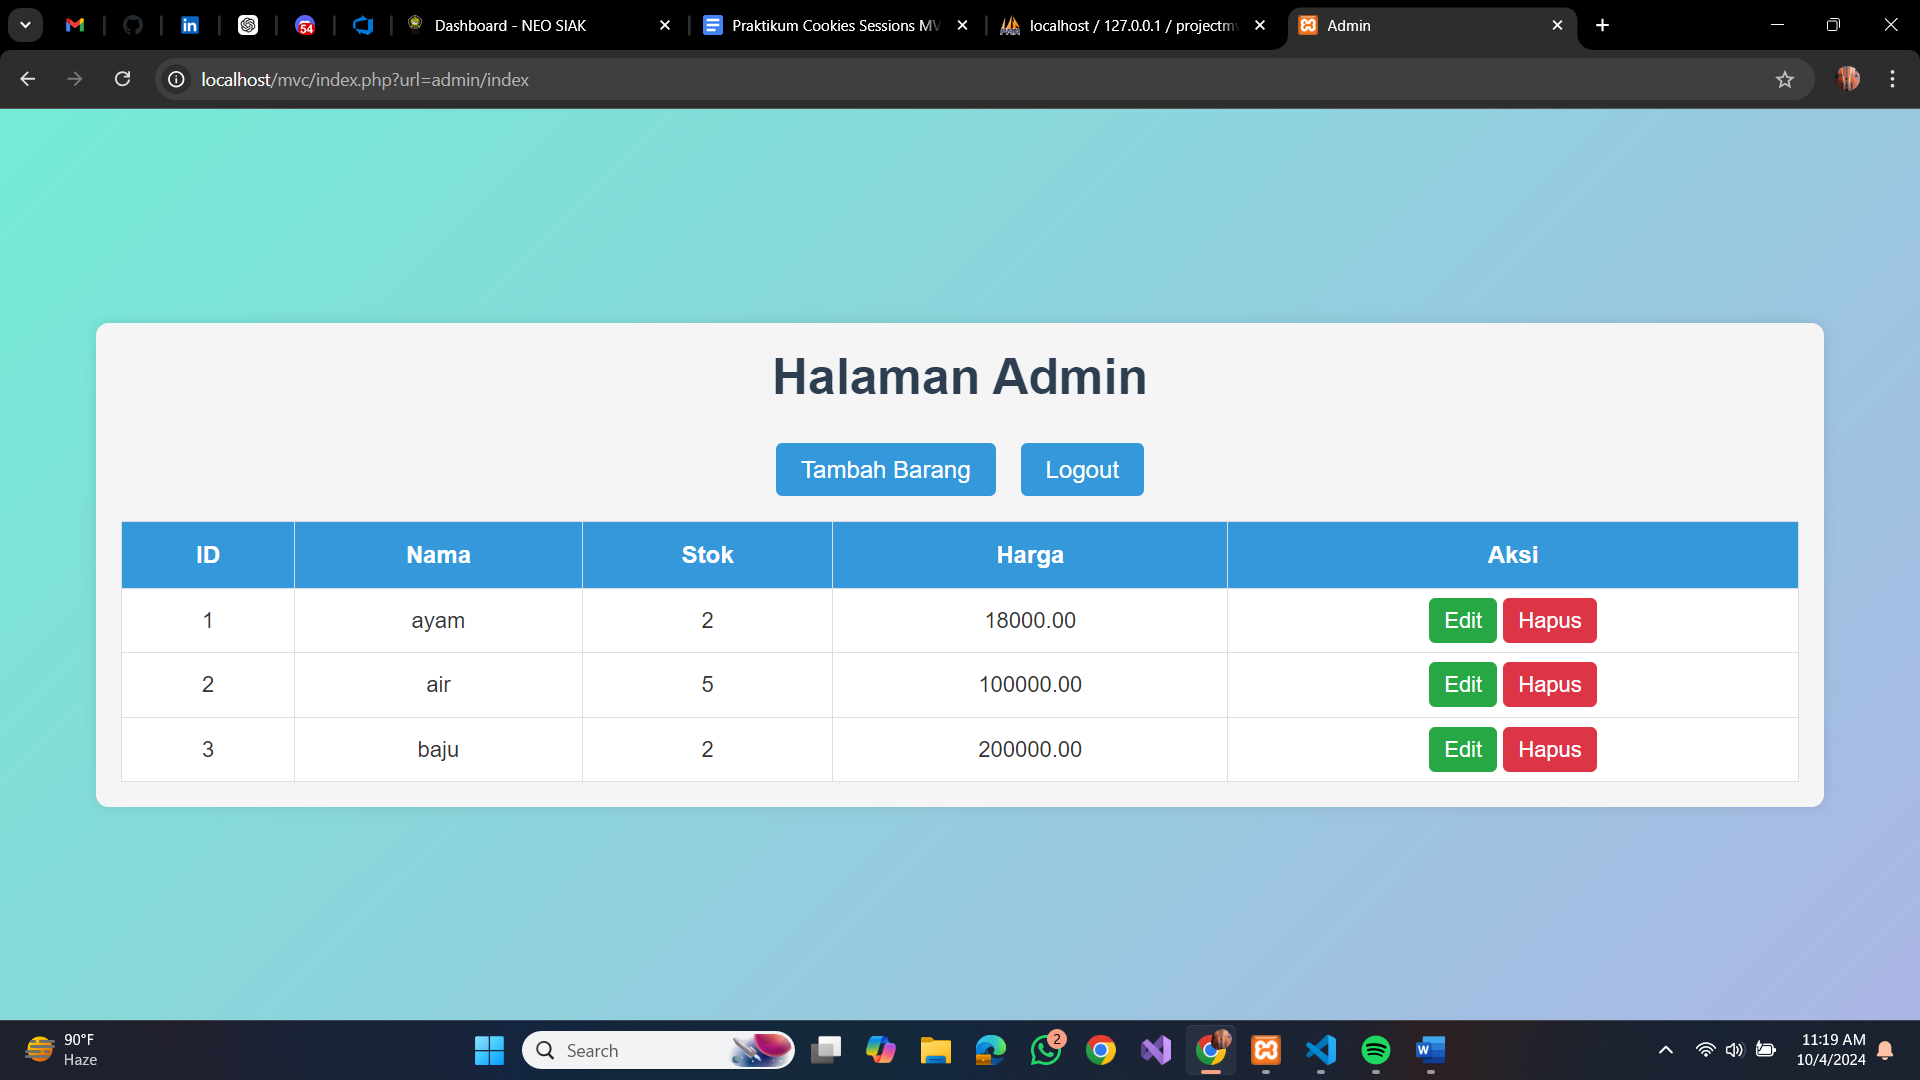 54
Dashboard - NEO SIAK
Praktikum Cookies Sessions MV
localhost / 127.0.0.1 / projectmv
Admin
localhost/mvc/index.php?url=admin/index
Halaman Admin
Tambah Barang Logout
ID Nama Stok Harga Aksi
1 ayam 2 18000.00 Edit Hapus
2 air 5 100000.00 Edit Hapus
3 baju 2 200000.00 Edit Hapus
90°F
Haze
Search
2
11:19 AM
10/4/2024